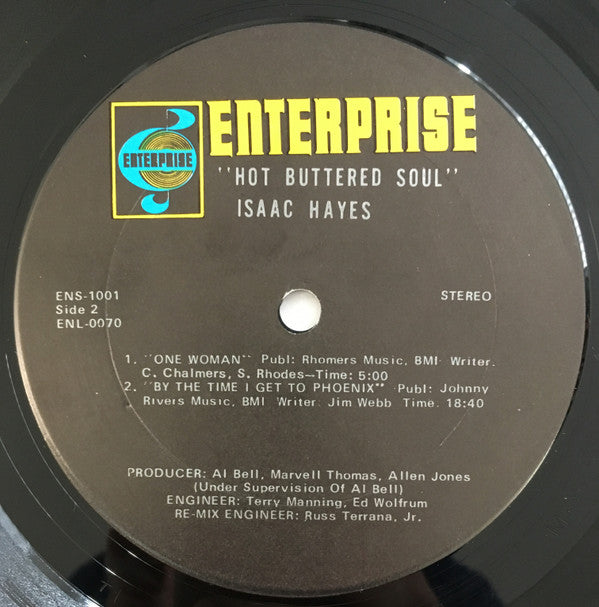 ENTERPRISE
ENTERPRISE
"HOT BUTTERED SOUL"
ISAAC HAYES
ENS-1001
Side 2
ENL-0070
STEREO
1. "ONE WOMAN" Publ: Rhomers Music, BMI Writer.
C. Chalmers, S. Rhodes—Time: 5:00
2. "BY THE TIME I GET TO PHOENIX" Publ: Johnny
Rivers Music, BMI Writer: Jim Webb Time. 18:40
PRODUCER: Al Bell, Marvell Thomas, Allen Jones
(Under Supervision Of Al Bell)
ENGINEER: Terry Manning, Ed Wolfrum
RE-MIX ENGINEER: Russ Terrana, Jr.